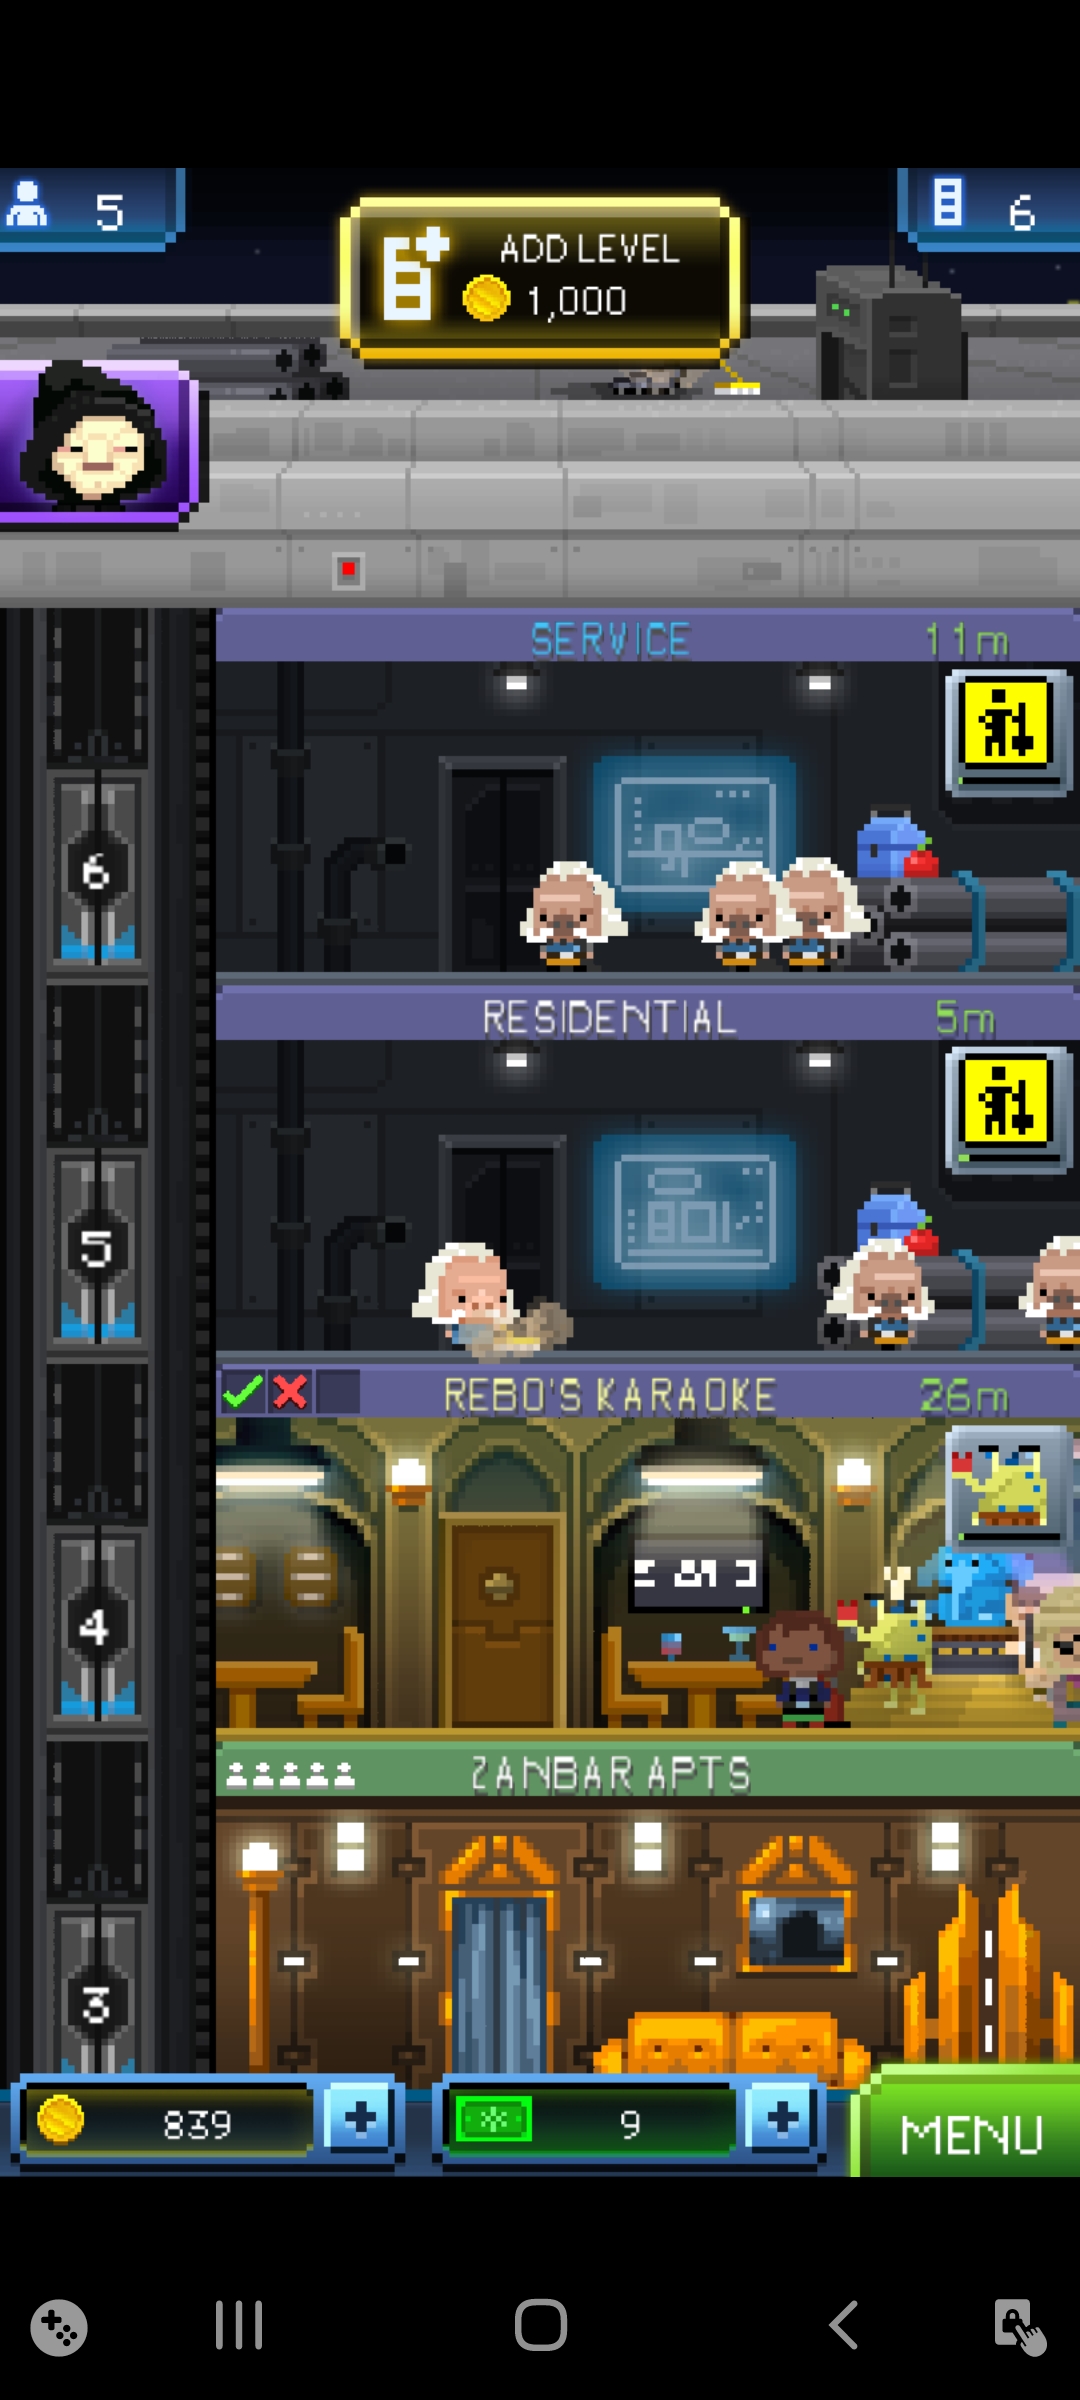 5
6
ADD LEVEL
1,000
SERVICE 11m
6
RESIDENTIAL 5m
5
REBO'S KARAOKE 26m
4
ZANBAR APTS
3
839
9
MENU